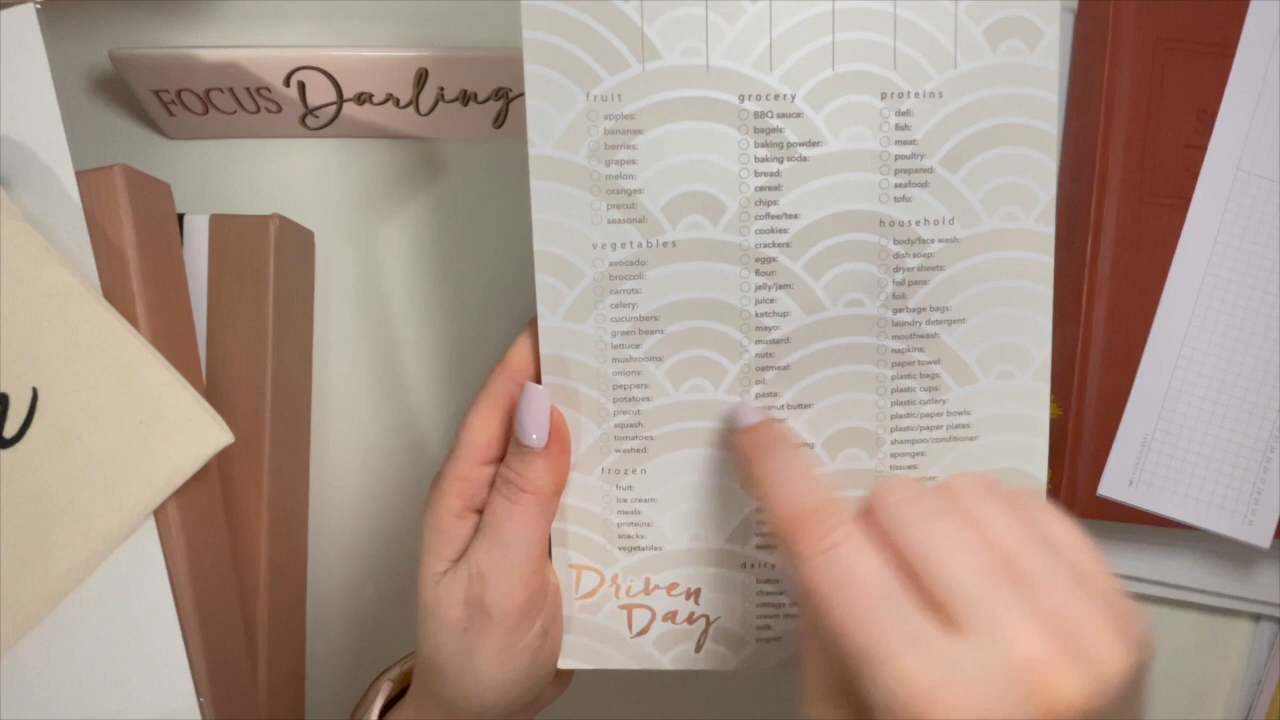 FOCUS Darling
fruit
apples:
bananas:
berries:
grapes:
melon:
oranges:
precut:
seasonal:
vegetables
avocado:
broccoli:
carrots:
celery:
cucumbers:
green beans:
lettuce:
mushrooms:
onions:
peppers:
potatoes:
precut:
squash:
tomatoes:
washed:
frozen
fruit:
ice cream:
meals:
proteins:
snacks:
vegetables:
Driven
Day
grocery
BBQ sauce:
bagels:
baking powder:
baking soda:
bread:
cereal:
chips:
coffee/tea:
cookies:
crackers:
eggs:
flour:
jelly/jam:
juice:
ketchup:
mayo:
mustard:
nuts:
oatmeal:
oil:
pasta:
butter:
dairy
butter:
cheese:
cottage
cream
milk:
yogurt:
proteins
deli:
fish:
meat:
poultry:
prepared:
seafood:
tofu:
household
body/face wash:
dish soap:
dryer sheets:
foil pans:
foil:
garbage bags:
laundry detergent:
mouthwash:
napkins:
paper towel:
plastic bags:
plastic cups:
plastic cutlery:
plastic/paper bowls:
plastic/paper plates:
shampoo/conditioner:
sponges:
tissues: